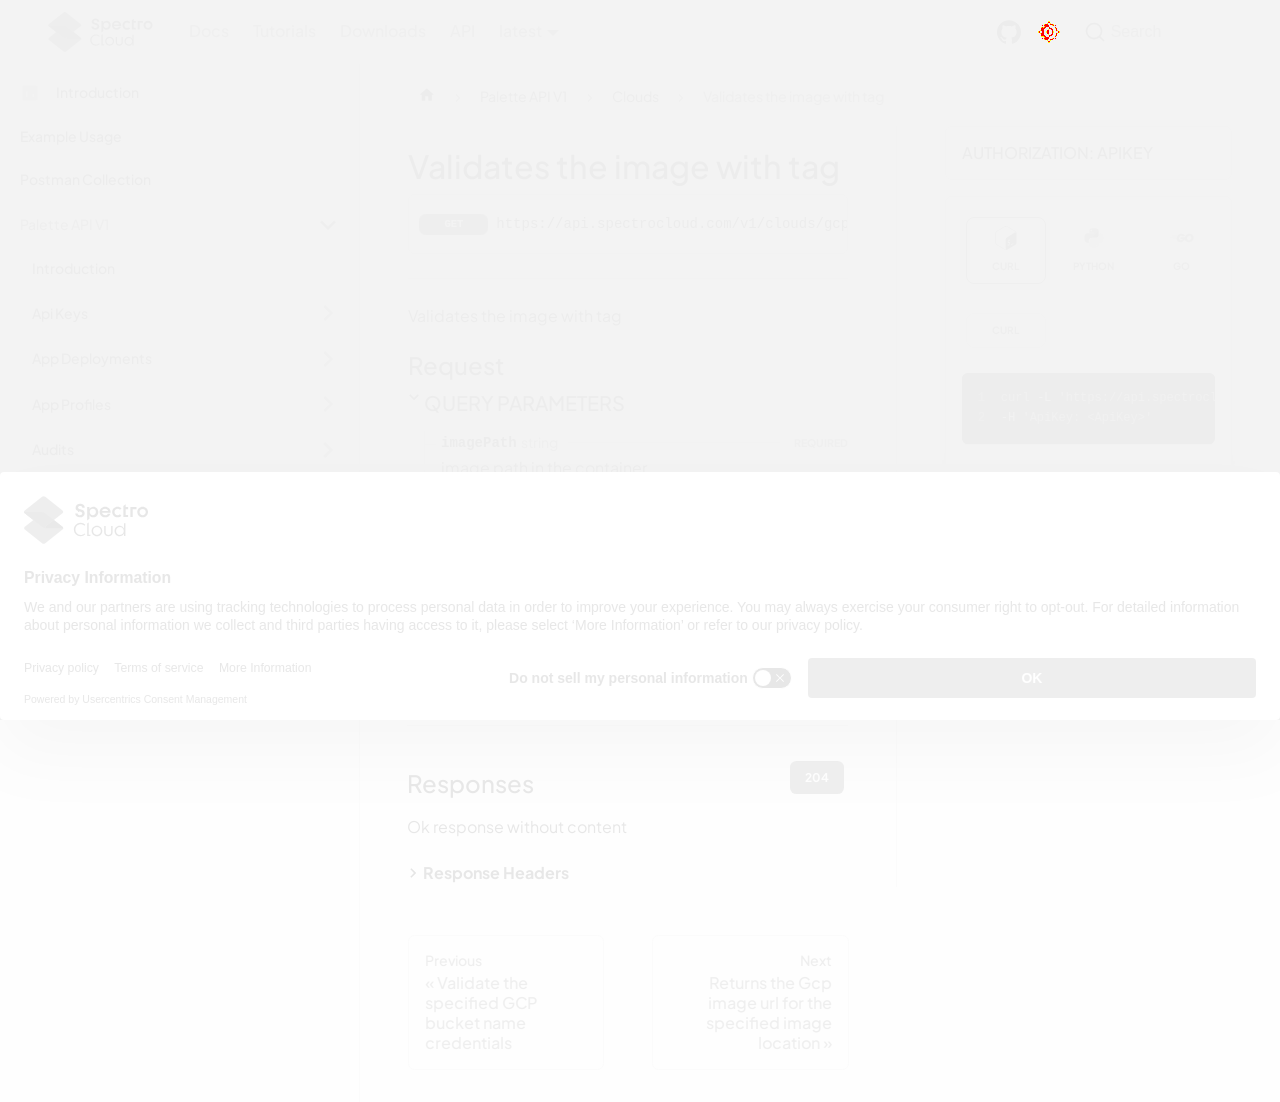 Spectro
Cloud
Docs
Tutorials
Downloads
API
latest
Search
Introduction
Palette API V1
Clouds
Validates the image with tag
Example Usage
Postman Collection
Palette API V1
Introduction
Api Keys
App Deployments
App Profiles
Audits
Validates the image with tag
https://api.spectrocloud.com/v1/clouds/gcp
Validates the image with tag
Request
QUERY PARAMETERS
imagePath string REQUIRED
image path in the container
AUTHORIZATION: APIKEY
CURL
PYTHON
GO
CURL
Spectro
Cloud
Privacy Information
We and our partners are using tracking technologies to process personal data in order to improve your experience. You may always exercise your consumer right to opt-out. For detailed information
about personal information we collect and third parties having access to it, please select 'More Information' or refer to our privacy policy.
Privacy policy
Terms of service
More Information
Do not sell my personal information
OK
Powered by Usercentrics Consent Management
Responses
204
Ok response without content
Response Headers
Previous
« Validate the
specified GCP
bucket name
credentials
Next
Returns the Gcp
image url for the
specified image
location »